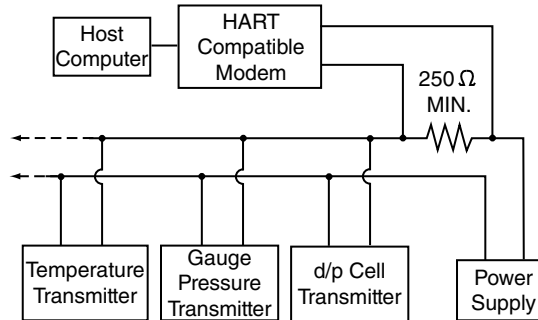 Host
Computer
HART
Compatible
Modem
250 Ω
MIN.
Temperature
Transmitter
Gauge
Pressure
Transmitter
d/p Cell
Transmitter
Power
Supply